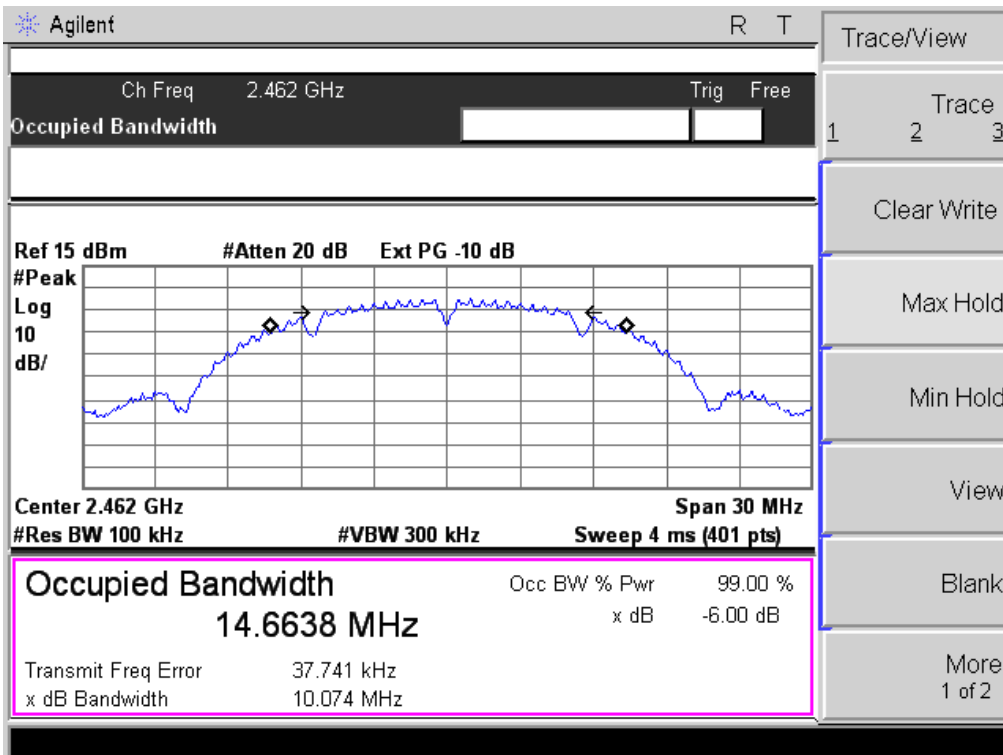 Agilent R T
Trace/View
Ch Freq 2.462 GHz Trig Free
Occupied Bandwidth
Trace
1 2 3
Clear Write
Ref 15 dBm #Atten 20 dB Ext PG -10 dB
#Peak
Log
10
dB/
Max Hold
Min Hold
View
Center 2.462 GHz Span 30 MHz
#Res BW 100 kHz #VBW 300 kHz Sweep 4 ms (401 pts)
Occupied Bandwidth
14.6638 MHz
Occ BW % Pwr 99.00 %
x dB -6.00 dB
Transmit Freq Error 37.741 kHz
x dB Bandwidth 10.074 MHz
Blank
More
1 of 2